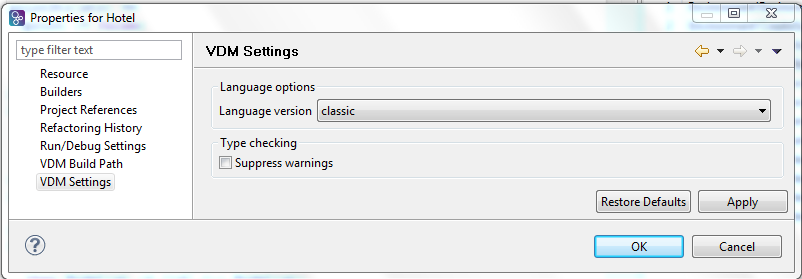 Properties for Hotel
type filter text
Resource
Builders
Project References
Refactoring History
Run/Debug Settings
VDM Build Path
VDM Settings
VDM Settings
Language options
Language version classic
Type checking
Suppress warnings
Restore Defaults Apply
? OK Cancel